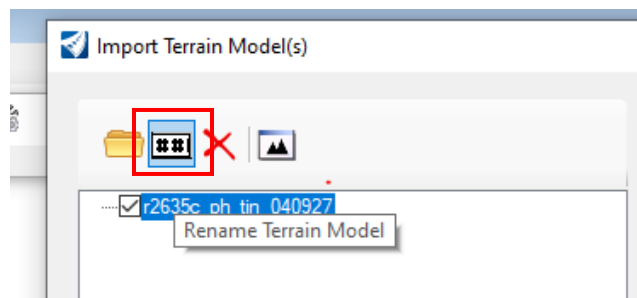 Import Terrain Model(s)
##
r2635c_ph_tin_040927
Rename Terrain Model